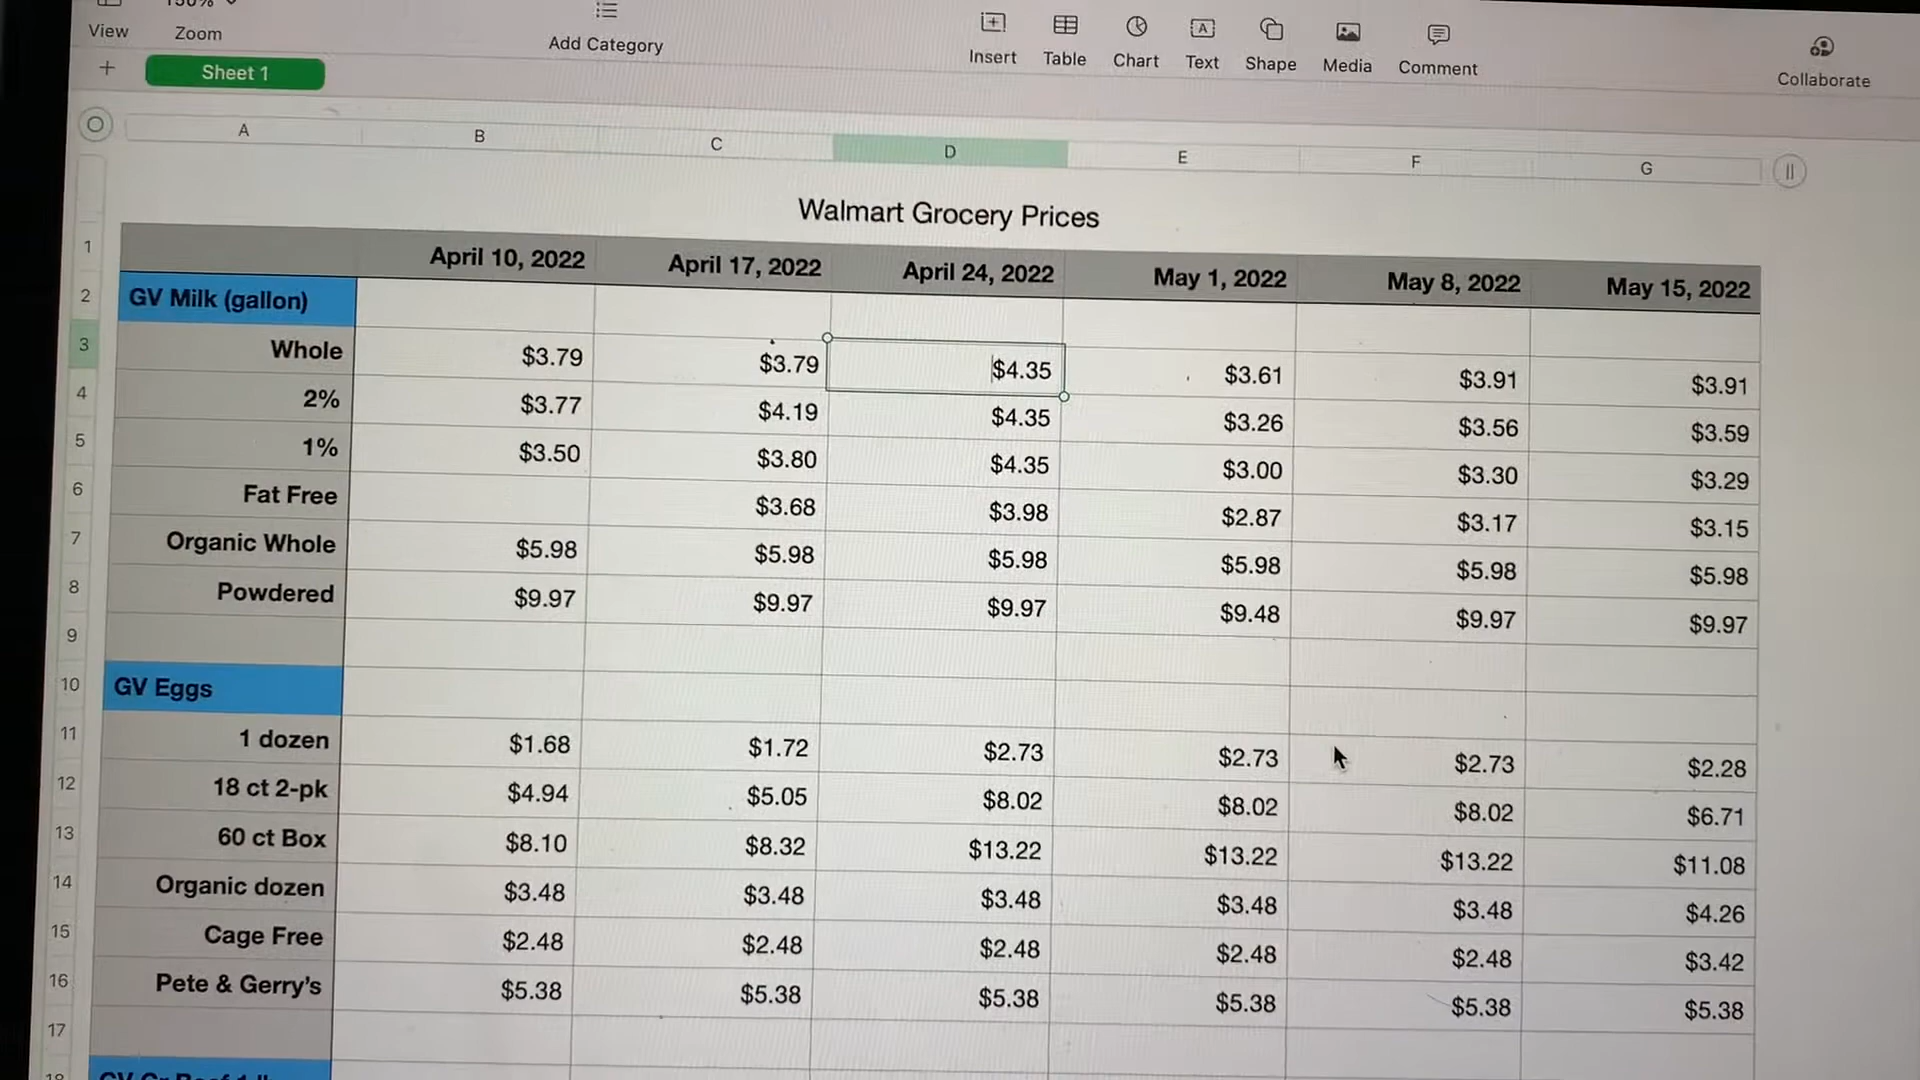 150%
View Zoom Add Category Insert Table Chart Text Shape Media Comment Collaborate
+ Sheet 1
A B C D E F G
Walmart Grocery Prices
1 April 10, 2022 April 17, 2022 April 24, 2022 May 1, 2022 May 8, 2022 May 15, 2022
2 GV Milk (gallon)
3 Whole $3.79 $3.79 $4.35 $3.61 $3.91 $3.91
4 2% $3.77 $4.19 $4.35 $3.26 $3.56 $3.59
5 1% $3.50 $3.80 $4.35 $3.00 $3.30 $3.29
6 Fat Free $3.68 $3.98 $2.87 $3.17 $3.15
7 Organic Whole $5.98 $5.98 $5.98 $5.98 $5.98 $5.98
8 Powdered $9.97 $9.97 $9.97 $9.48 $9.97 $9.97
9
10 GV Eggs
11 1 dozen $1.68 $1.72 $2.73 $2.73 $2.73 $2.28
12 18 ct 2-pk $4.94 $5.05 $8.02 $8.02 $8.02 $6.71
13 60 ct Box $8.10 $8.32 $13.22 $13.22 $13.22 $11.08
14 Organic dozen $3.48 $3.48 $3.48 $3.48 $3.48 $4.26
15 Cage Free $2.48 $2.48 $2.48 $2.48 $2.48 $3.42
16 Pete & Gerry's $5.38 $5.38 $5.38 $5.38 $5.38 $5.38
17
18 GV Gr Beef